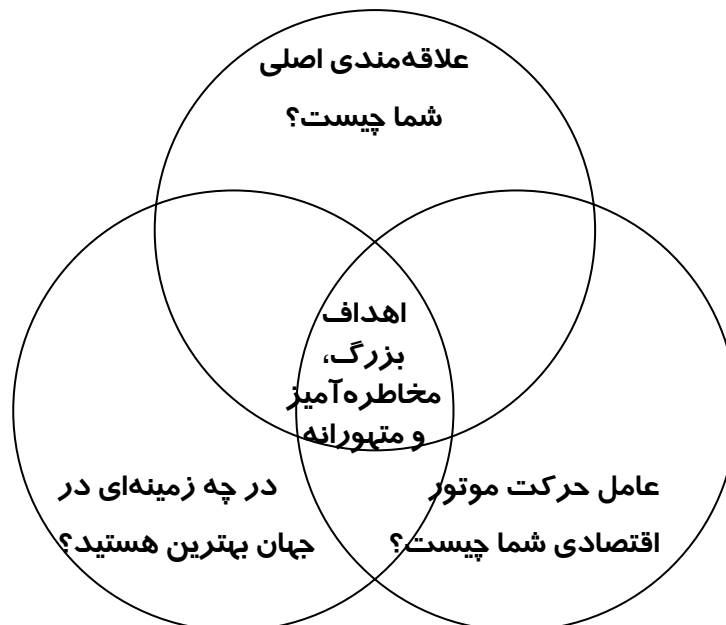 علاقه‌مندی اصلی
شما چیست؟
اهداف
بزرگ،
مخاطره‌آمیز
و متهورانه
در چه زمینه‌ای در
جهان بهترین هستید؟
عامل حرکت موتور
اقتصادی شما چیست؟